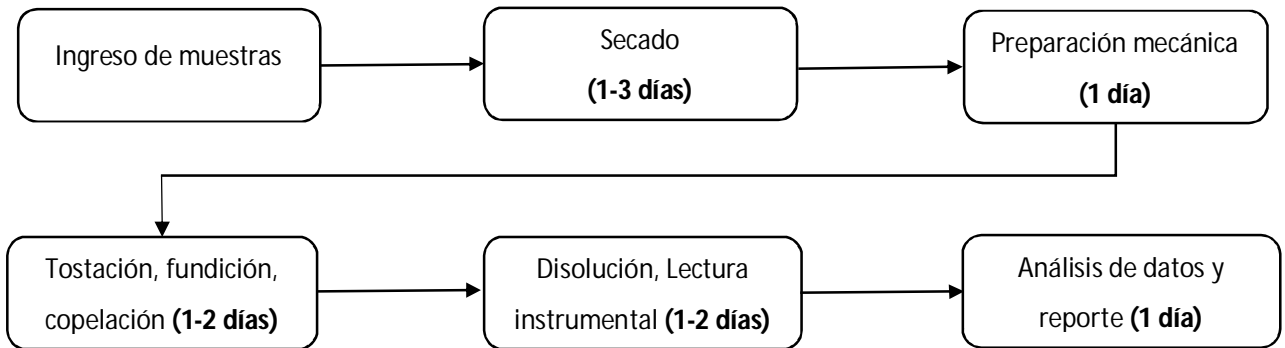 Ingreso de muestras
Secado
(1-3 días)
Preparación mecánica
(1 día)
Tostación, fundición,
copelación (1-2 días)
Disolución, Lectura
instrumental (1-2 días)
Análisis de datos y
reporte (1 día)